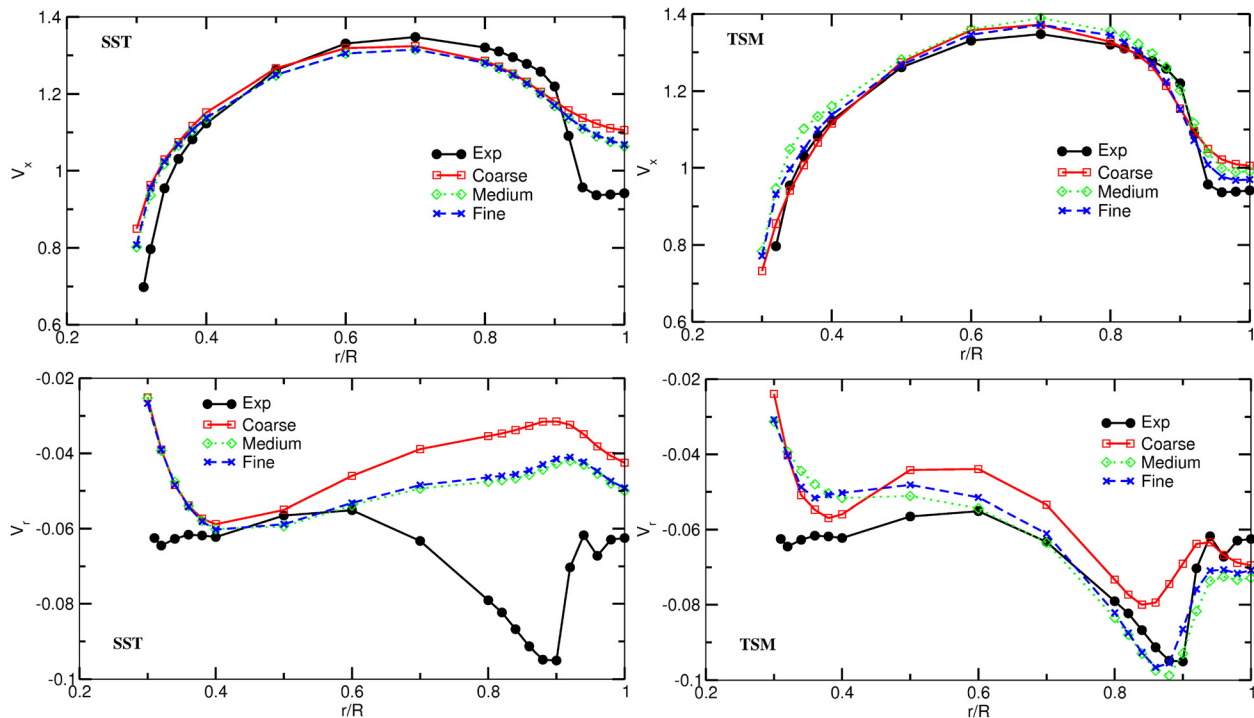 SST
1.4
1.2
1
0.8
0.6
V_x
Exp
Coarse
Medium
Fine
0.2
0.4
0.6
0.8
1
r/R
TSM
1.4
1.2
1
0.8
0.6
V_x
Exp
Coarse
Medium
Fine
0.2
0.4
0.6
0.8
1
r/R
-0.02
-0.04
-0.06
-0.08
-0.1
V_r
Exp
Coarse
Medium
Fine
SST
0.2
0.4
0.6
0.8
1
r/R
-0.02
-0.04
-0.06
-0.08
-0.1
V_r
Exp
Coarse
Medium
Fine
TSM
0.2
0.4
0.6
0.8
1
r/R